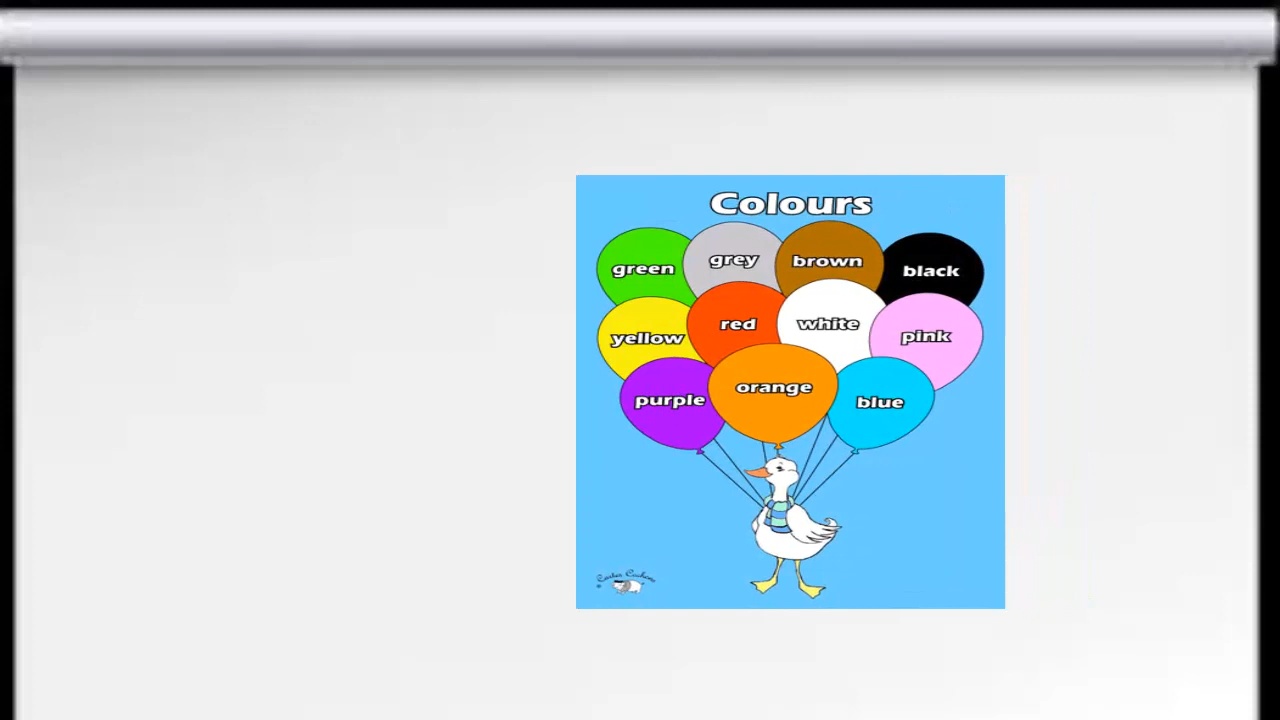 Colours
green
grey
brown
black
yellow
red
white
pink
purple
orange
blue